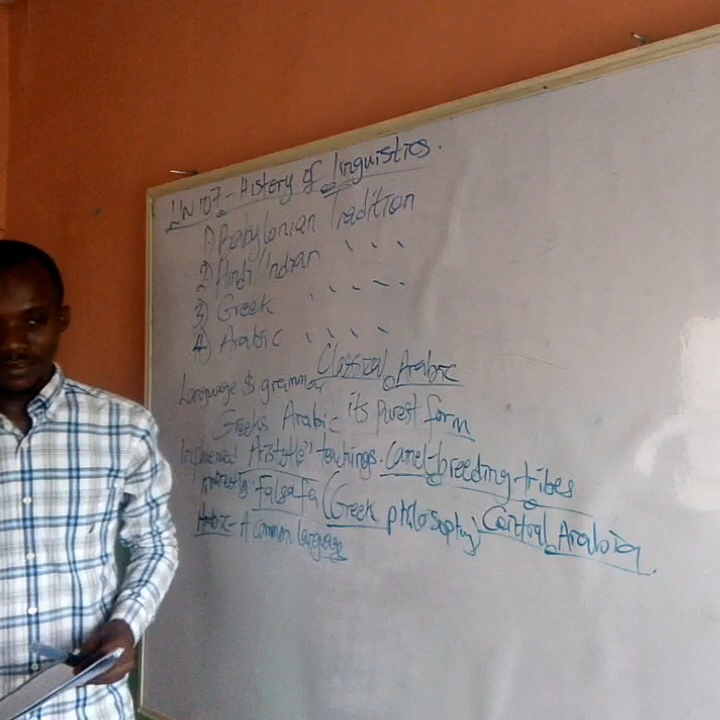 LIN 107 - History of linguistics.
1) Babylonian Tradition
2) Hindi/Indian " "
3) Greek " "
4) Arabic " "
Classical Arabic
Language & grammar
Greeks Arabic its purest form
Influenced Aristotle" teachings. Camel-breeding-tribes
Falsafa (Greek philosophy) Central Arabia.
Arabic - A common language